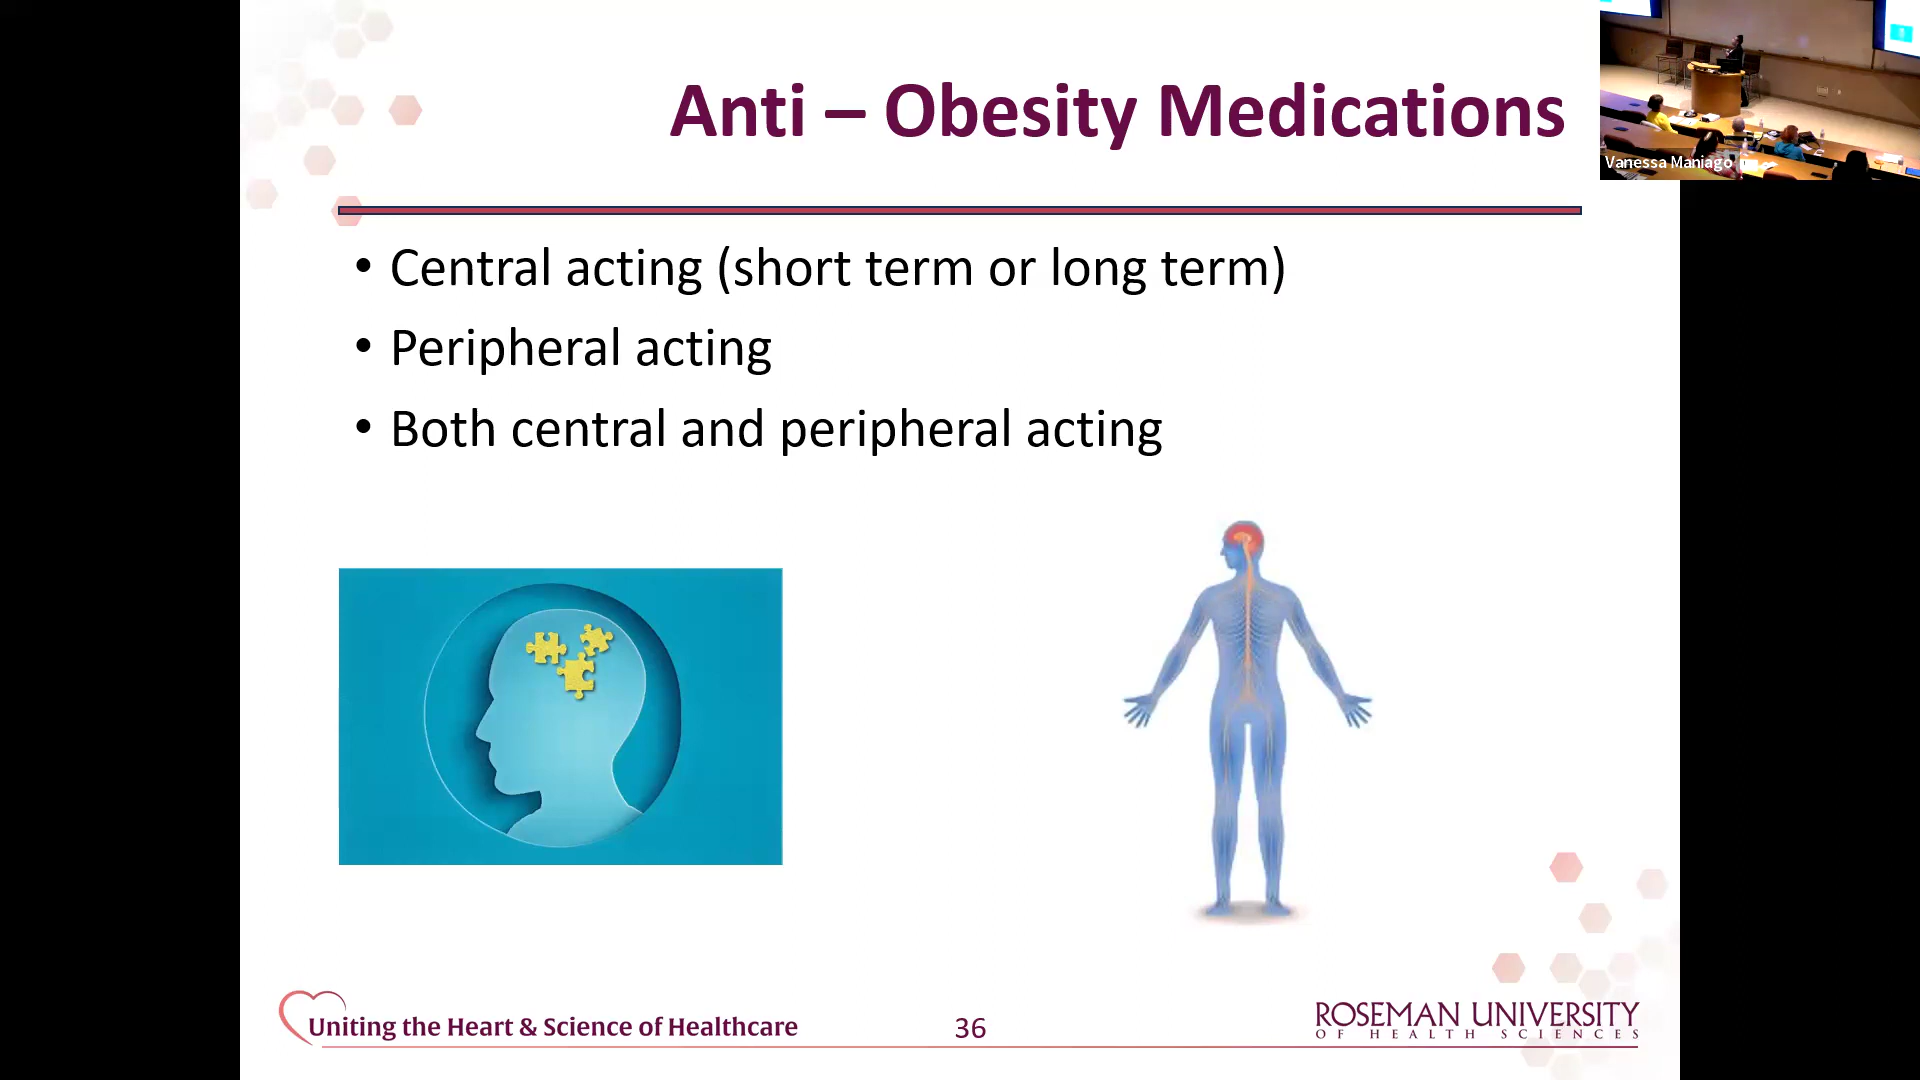 Anti – Obesity Medications
Vanessa Maniago
• Central acting (short term or long term)
• Peripheral acting
• Both central and peripheral acting
Uniting the Heart & Science of Healthcare
36
ROSEMAN UNIVERSITY
OF HEALTH SCIENCES